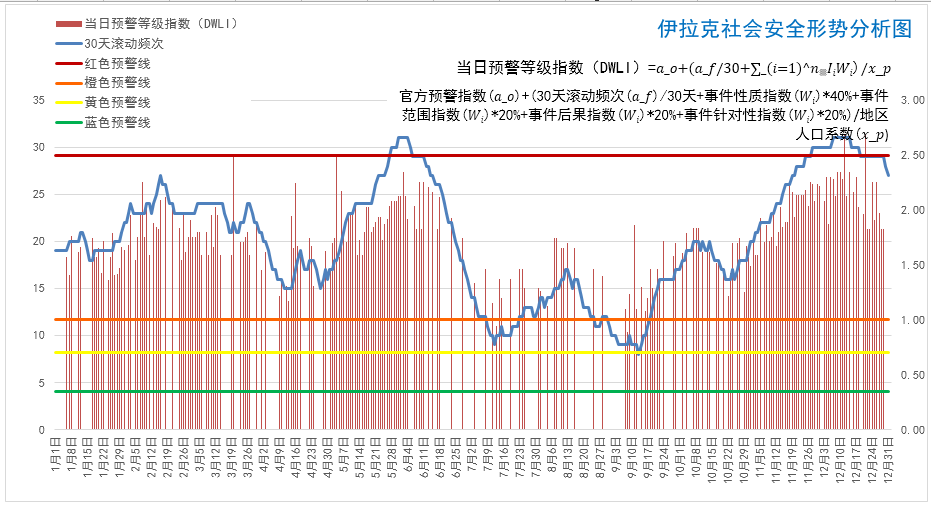 当日预警等级指数（DWLI）
30天滚动频次
红色预警线
橙色预警线
黄色预警线
蓝色预警线
伊拉克社会安全形势分析图
当日预警等级指数（DWLI）=a_o+(a_f/30+∑_(i=1)^n▒I_iW_i)/x_p
官方预警指数(a_o)+(30天滚动频次(a_f)/30天+事件性质指数(W_i)*40%+事件
范围指数(W_i)*20%+事件后果指数(W_i)*20%+事件针对性指数(W_i)*20%)/地区
人口系数(x_p)
35
30
25
20
15
10
5
0
3.00
2.50
2.00
1.50
1.00
0.50
0.00
1月1日
1月8日
1月15日
1月22日
1月29日
2月5日
2月12日
2月19日
2月26日
3月5日
3月12日
3月19日
3月26日
4月2日
4月9日
4月16日
4月23日
4月30日
5月7日
5月14日
5月21日
5月28日
6月4日
6月11日
6月18日
6月25日
7月2日
7月9日
7月16日
7月23日
7月30日
8月6日
8月13日
8月20日
8月27日
9月3日
9月10日
9月17日
9月24日
10月1日
10月8日
10月15日
10月22日
10月29日
11月5日
11月12日
11月19日
11月26日
12月3日
12月10日
12月17日
12月24日
12月31日